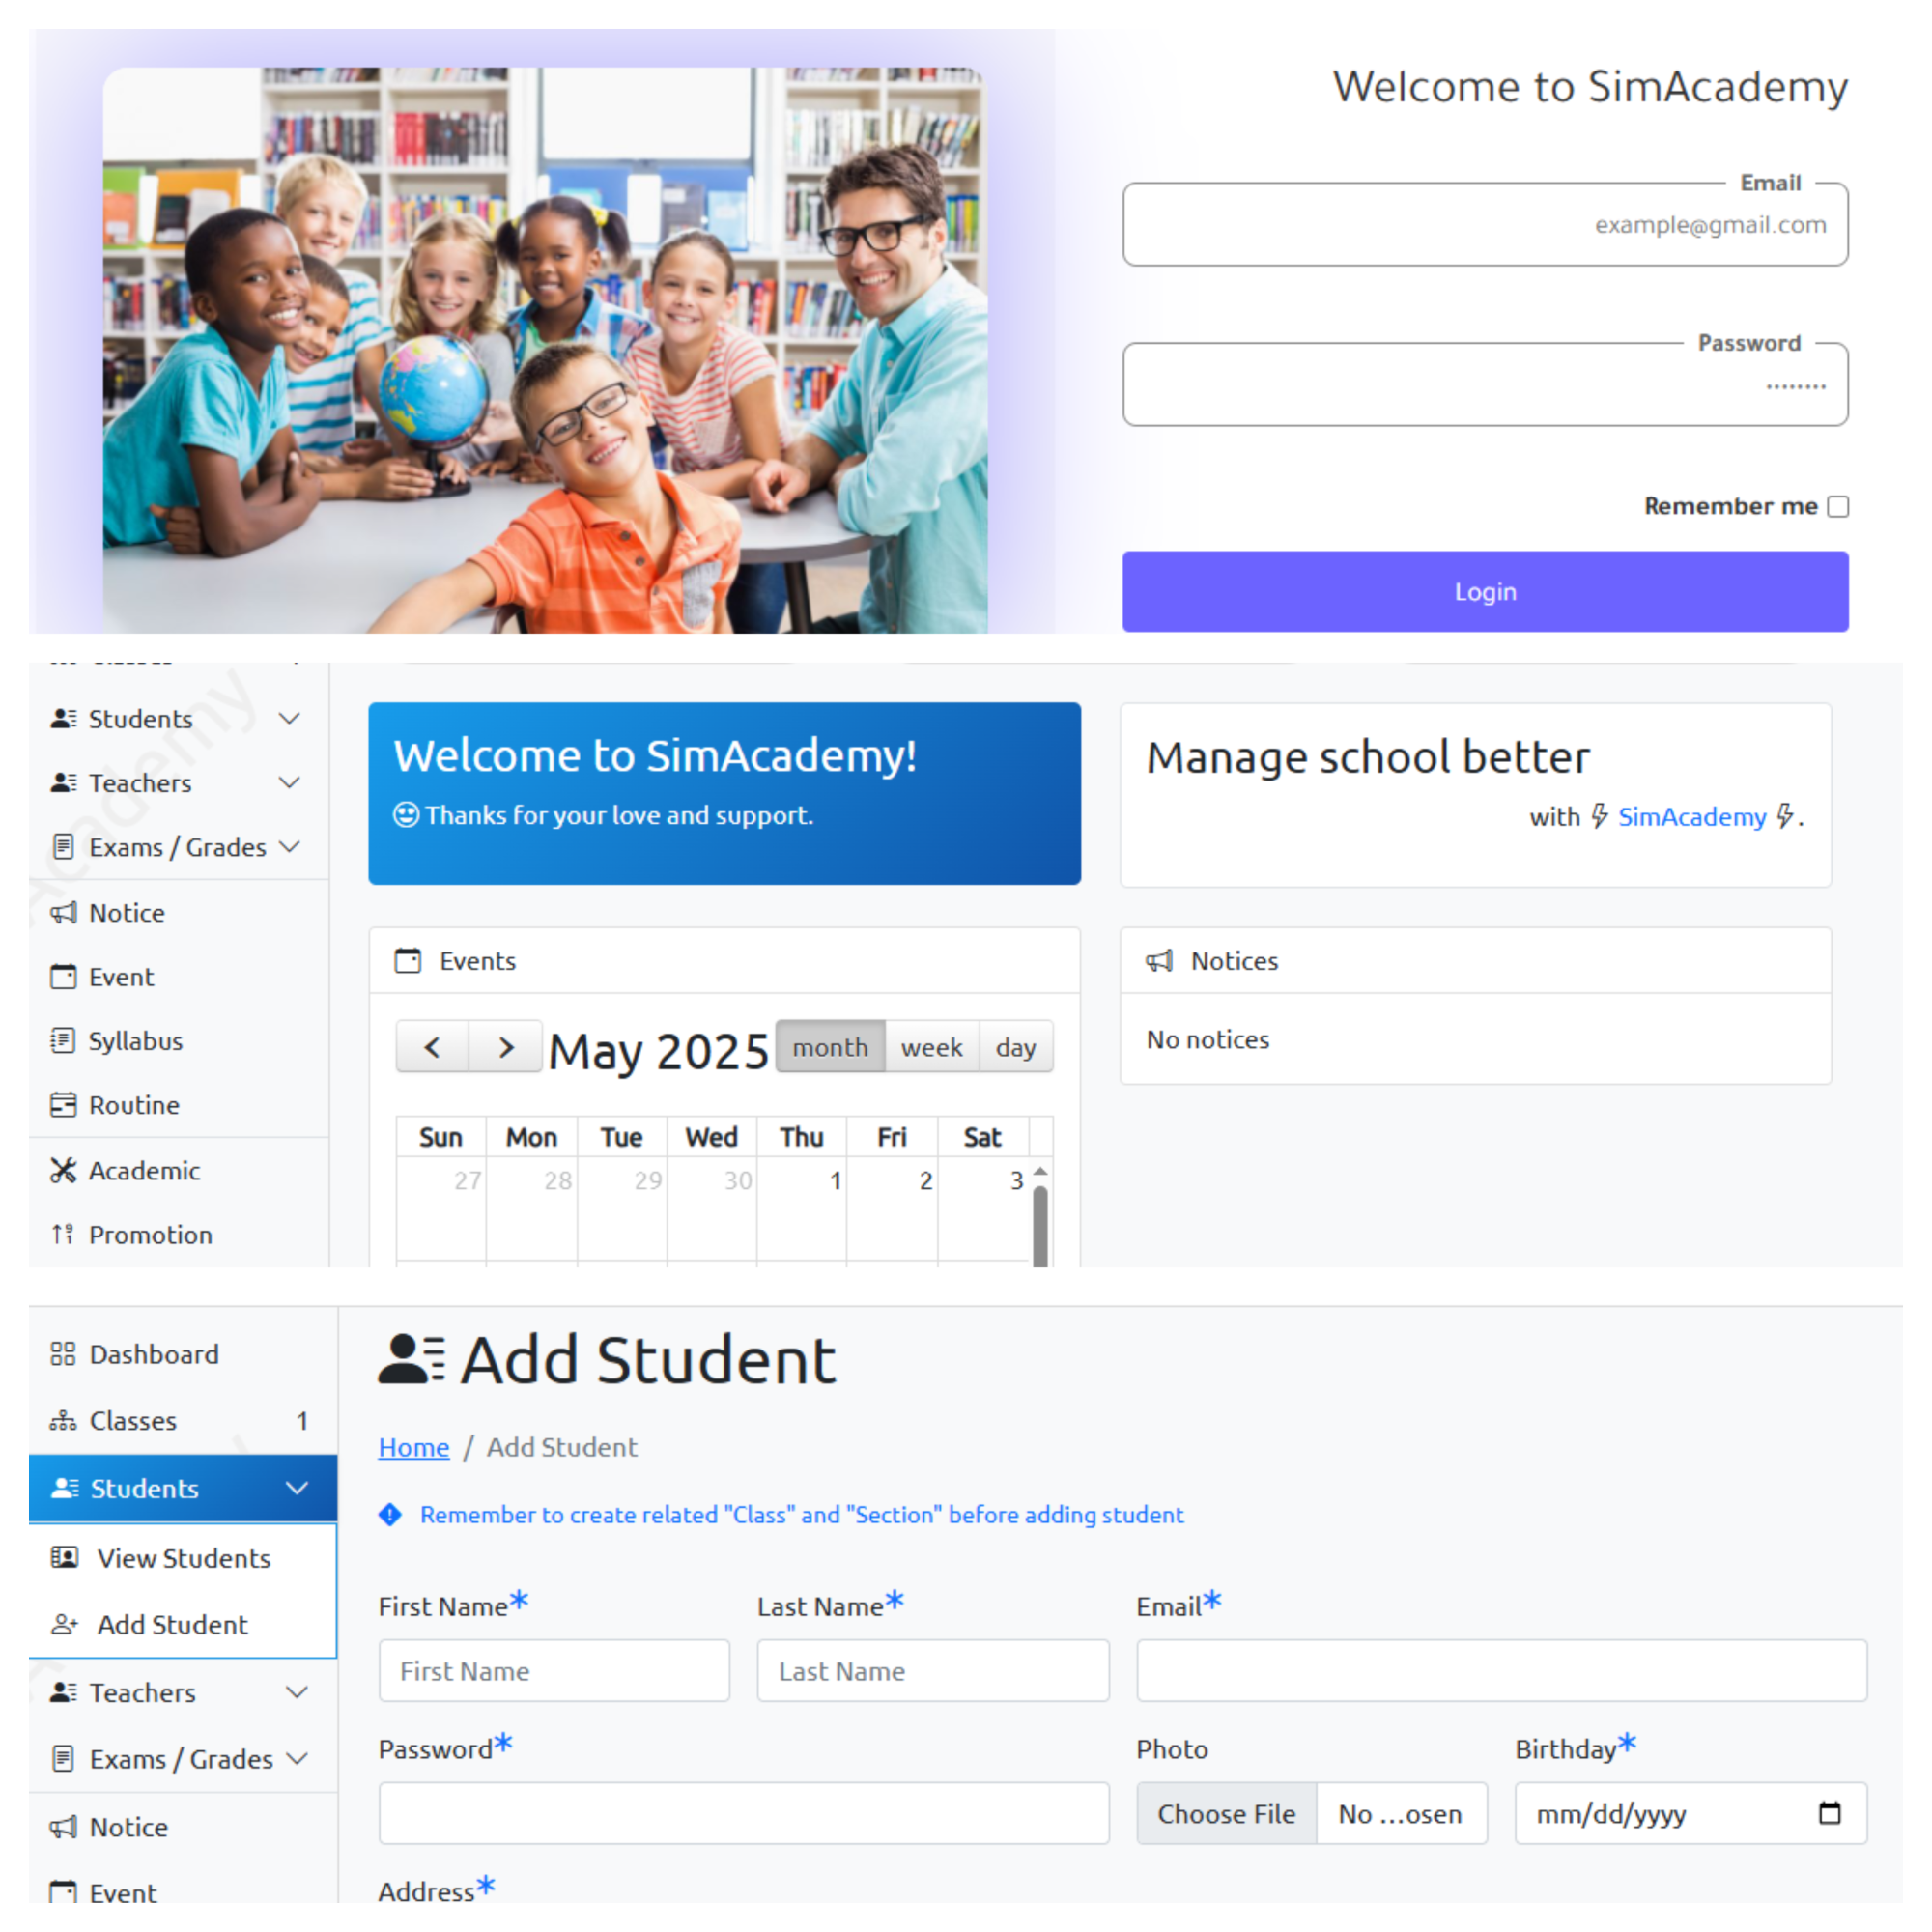 Welcome to SimAcademy
Email
example@gmail.com
Password
Remember me
Login
Students
Teachers
Exams / Grades
Notice
Event
Syllabus
Routine
Academic
Promotion
Academy
Welcome to SimAcademy!
Thanks for your love and support.
Manage school better
with SimAcademy .
Events
May 2025 month week day
Sun Mon Tue Wed Thu Fri Sat
27 28 29 30 1 2 3
Notices
No notices
Dashboard
Classes 1
Students
View Students
Add Student
Teachers
Exams / Grades
Notice
Event
Add Student
Home / Add Student
Remember to create related "Class" and "Section" before adding student
First Name* Last Name* Email*
First Name Last Name
Password* Photo Birthday*
Choose File No ...osen mm/dd/yyyy
Address*